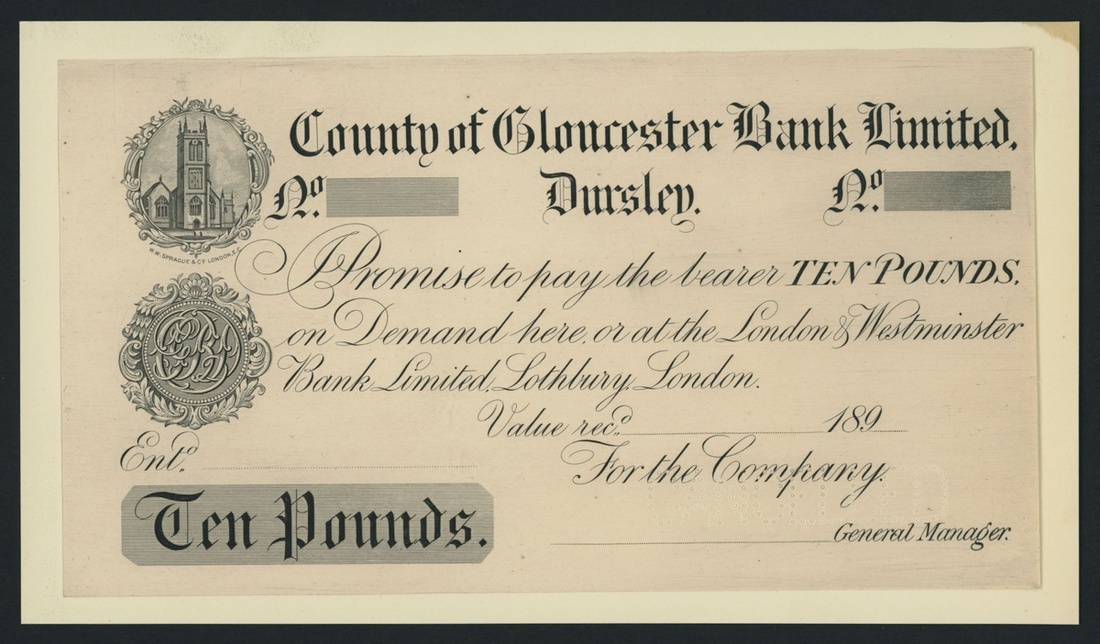 County of Gloucester Bank Limited.
Nº. Dursley. Nº.
W.W. SPRAGUE & Cº LONDON, E.C.
I Promise to pay the bearer TEN POUNDS.
on Demand here, or at the London & Westminster
Bank Limited, Lothbury, London.
Value recᵈ. 189
Entᵈ.
For the Company.
Ten Pounds.
General Manager.